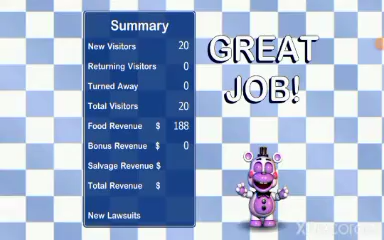 Summary
New Visitors 20
Returning Visitors 0
Turned Away 0
Total Visitors 20
Food Revenue $ 188
Bonus Revenue $ 0
Salvage Revenue $
Total Revenue $
New Lawsuits
GREAT
JOB!